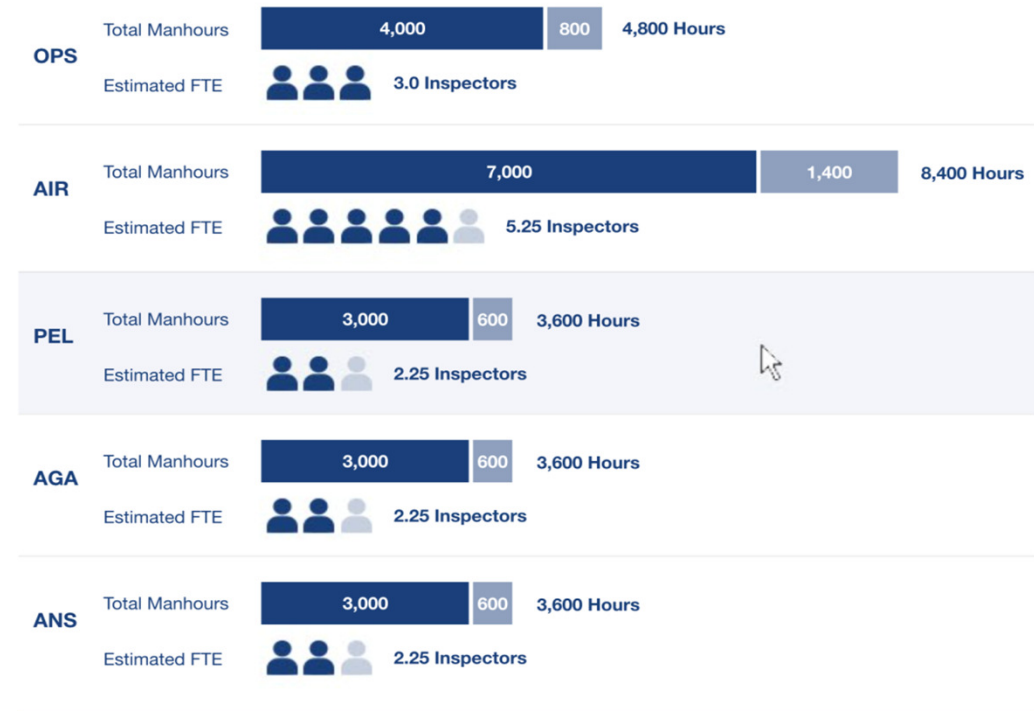 OPS
Total Manhours 4,000 800 4,800 Hours
Estimated FTE 3.0 Inspectors
AIR
Total Manhours 7,000 1,400 8,400 Hours
Estimated FTE 5.25 Inspectors
PEL
Total Manhours 3,000 600 3,600 Hours
Estimated FTE 2.25 Inspectors
AGA
Total Manhours 3,000 600 3,600 Hours
Estimated FTE 2.25 Inspectors
ANS
Total Manhours 3,000 600 3,600 Hours
Estimated FTE 2.25 Inspectors